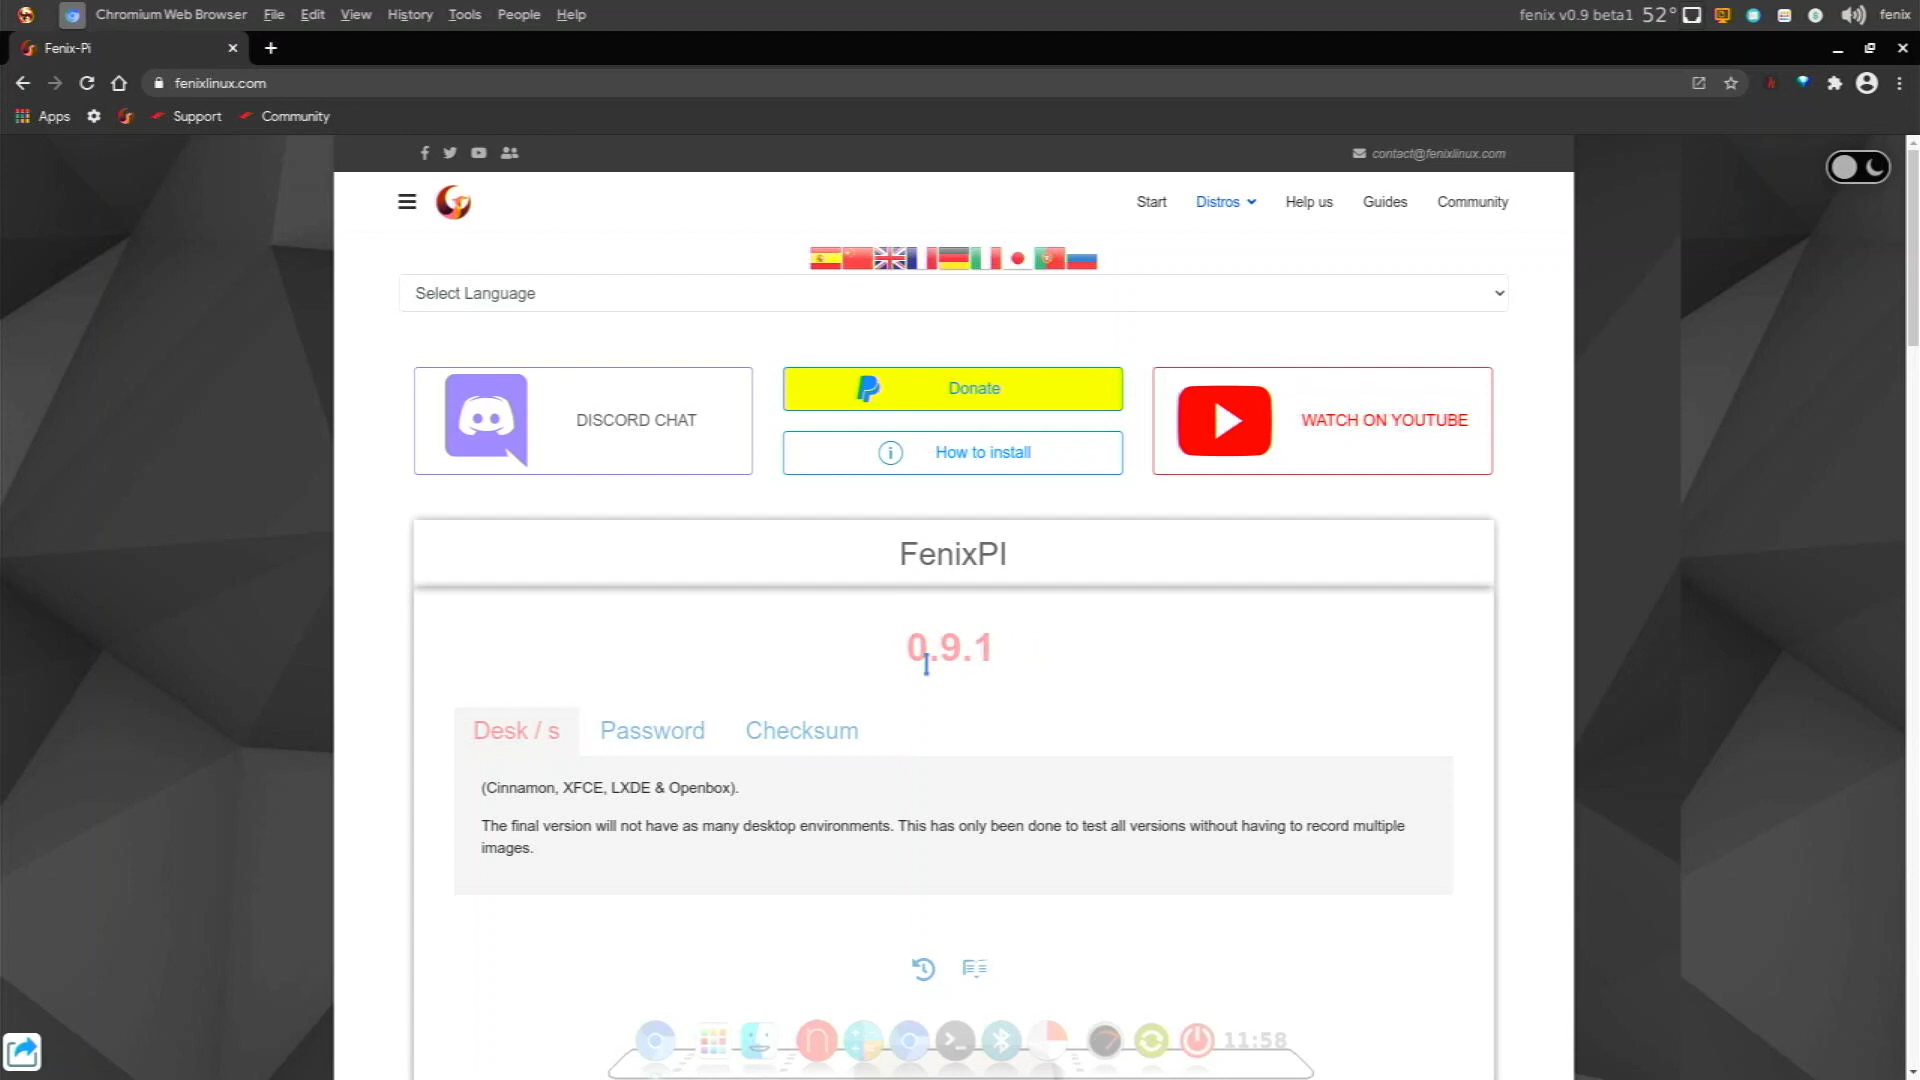 Chromium Web Browser File Edit View History Tools People Help fenix v0.9 beta1 52° fenix
Fenix-Pi
fenixlinux.com
Apps Support Community
contact@fenixlinux.com
Start Distros Help us Guides Community
Select Language
DISCORD CHAT
Donate
How to install
WATCH ON YOUTUBE
FenixPI
0.9.1
Desk / s Password Checksum
(Cinnamon, XFCE, LXDE & Openbox).
The final version will not have as many desktop environments. This has only been done to test all versions without having to record multiple
images.
11:58